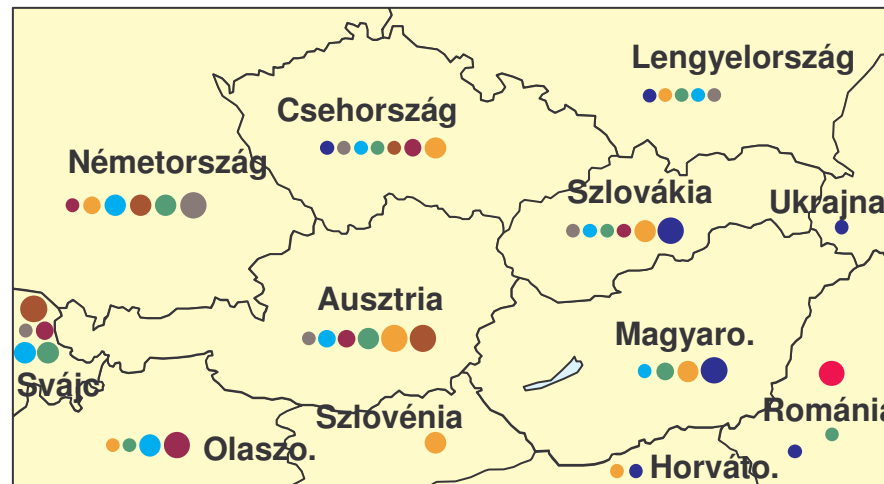 Lengyelország
Csehország
Németország
Szlovákia
Ukrajna
Ausztria
Magyaro.
Svájc
Szlovénia
Románia
Olaszo.
Horváto.